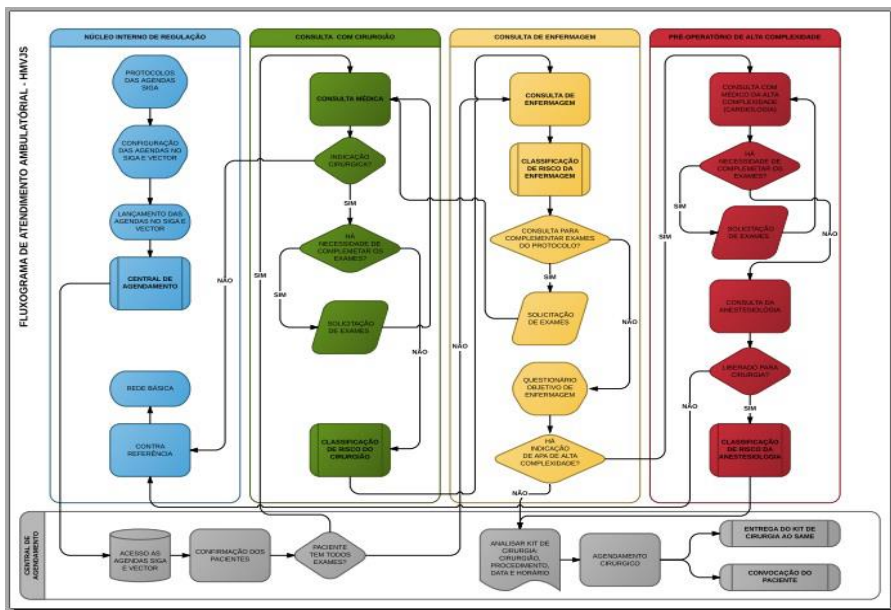 FLUXOGRAMA DE ATENDIMENTO AMBULATÓRIAL - HMVJS
NÚCLEO INTERNO DE REGULAÇÃO
PROTOCOLOS
DAS AGENDAS
SIGA
CONFIGURAÇÃO
DAS AGENDAS NO
SIGA E VECTOR
LANÇAMENTO DAS
AGENDAS NO SIGA E
VECTOR
CENTRAL DE
AGENDAMENTO
REDE BÁSICA
CONTRA
REFERÊNCIA
NÃO
SIM
CONSULTA COM CIRURGIÃO
CONSULTA MÉDICA
INDICAÇÃO
CIRURGICA?
SIM
HÁ
NECESSIDADE DE
COMPLEMETAR OS
EXAMES?
SIM
SOLICITAÇÃO
DE EXAMES
NÃO
CLASSIFICAÇÃO
DE RISCO DO
CIRURGIÃO
CONSULTA DE ENFERMAGEM
CONSULTA DE
ENFERMAGEM
CLASSIFICAÇÃO
DE RISCO DA
ENFERMAGEM
CONSULTA PARA
COMPLEMENTAR EXAMES
DO PROTOCOLO?
SIM
SOLICITAÇÃO
DE EXAMES
NÃO
NÃO
QUESTIONÁRIO
OBJETIVO DE
ENFERMAGEM
HÁ
INDICAÇÃO
DE APA DE ALTA
COMPLEXIDADE?
NÃO
PRÉ-OPERATÓRIO DE ALTA COMPLEXIDADE
CONSULTA COM
MÉDICO DA ALTA
COMPLEXIDADE
(CARDILOGIA)
HÁ
NECESSIDADE DE
COMPLEMETAR OS
EXAMES?
SIM
SOLICITAÇÃO
DE EXAMES
NÃO
CONSULTA DA
ANESTESIOLOGIA
LIBERADO PARA
CIRURGIA?
NÃO
SIM
CLASSIFICAÇÃO
DE RISCO DA
ANESTESIOLOGIA
CENTRAL DE
AGENDAMENTO
ACESSO AS
AGENDAS SIGA
E VECTOR
CONFIRMAÇÃO DOS
PACIENTES
PACIENTE
TEM TODOS
EXAMES?
ANALISAR KIT DE
CIRURGIA:
CIRURGIÃO,
PROCEDIMENTO,
DATA E HORÁRIO
AGENDAMENTO
CIRURGICO
ENTREGA DO KIT DE
CIRURGIA AO SAME
CONVOCAÇÃO DO
PACIENTE